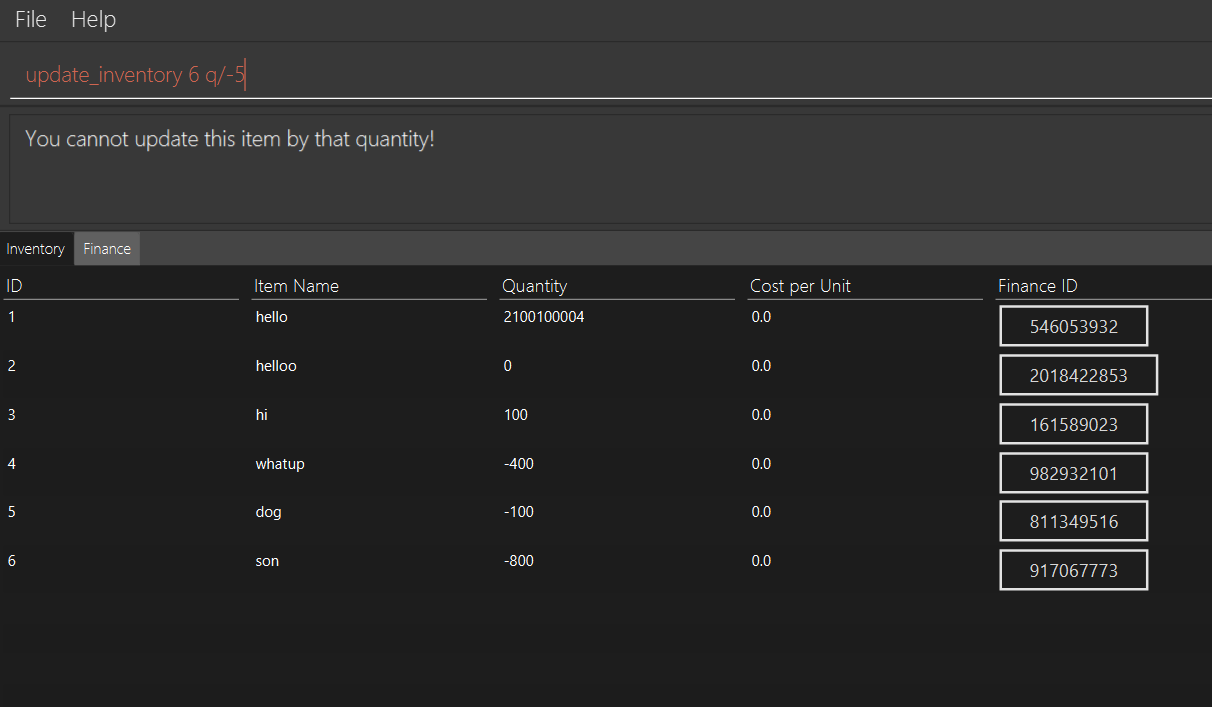 File Help
update_inventory 6 q/-5
You cannot update this item by that quantity!
Inventory Finance
ID Item Name Quantity Cost per Unit Finance ID
1 hello 2100100004 0.0 546053932
2 helloo 0 0.0 2018422853
3 hi 100 0.0 161589023
4 whatup -400 0.0 982932101
5 dog -100 0.0 811349516
6 son -800 0.0 917067773